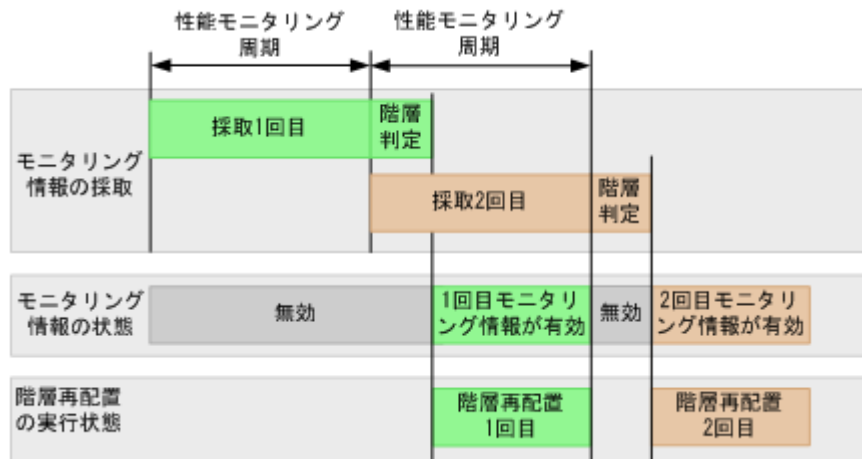 性能モニタリング
周期
性能モニタリング
周期
モニタリング
情報の採取
採取1回目
階層
判定
採取2回目
階層
判定
モニタリング
情報の状態
無効
1回目モニタリ
ング情報が有効
無効
2回目モニタリ
ング情報が有効
階層再配置
の実行状態
階層再配置
1回目
階層再配置
2回目